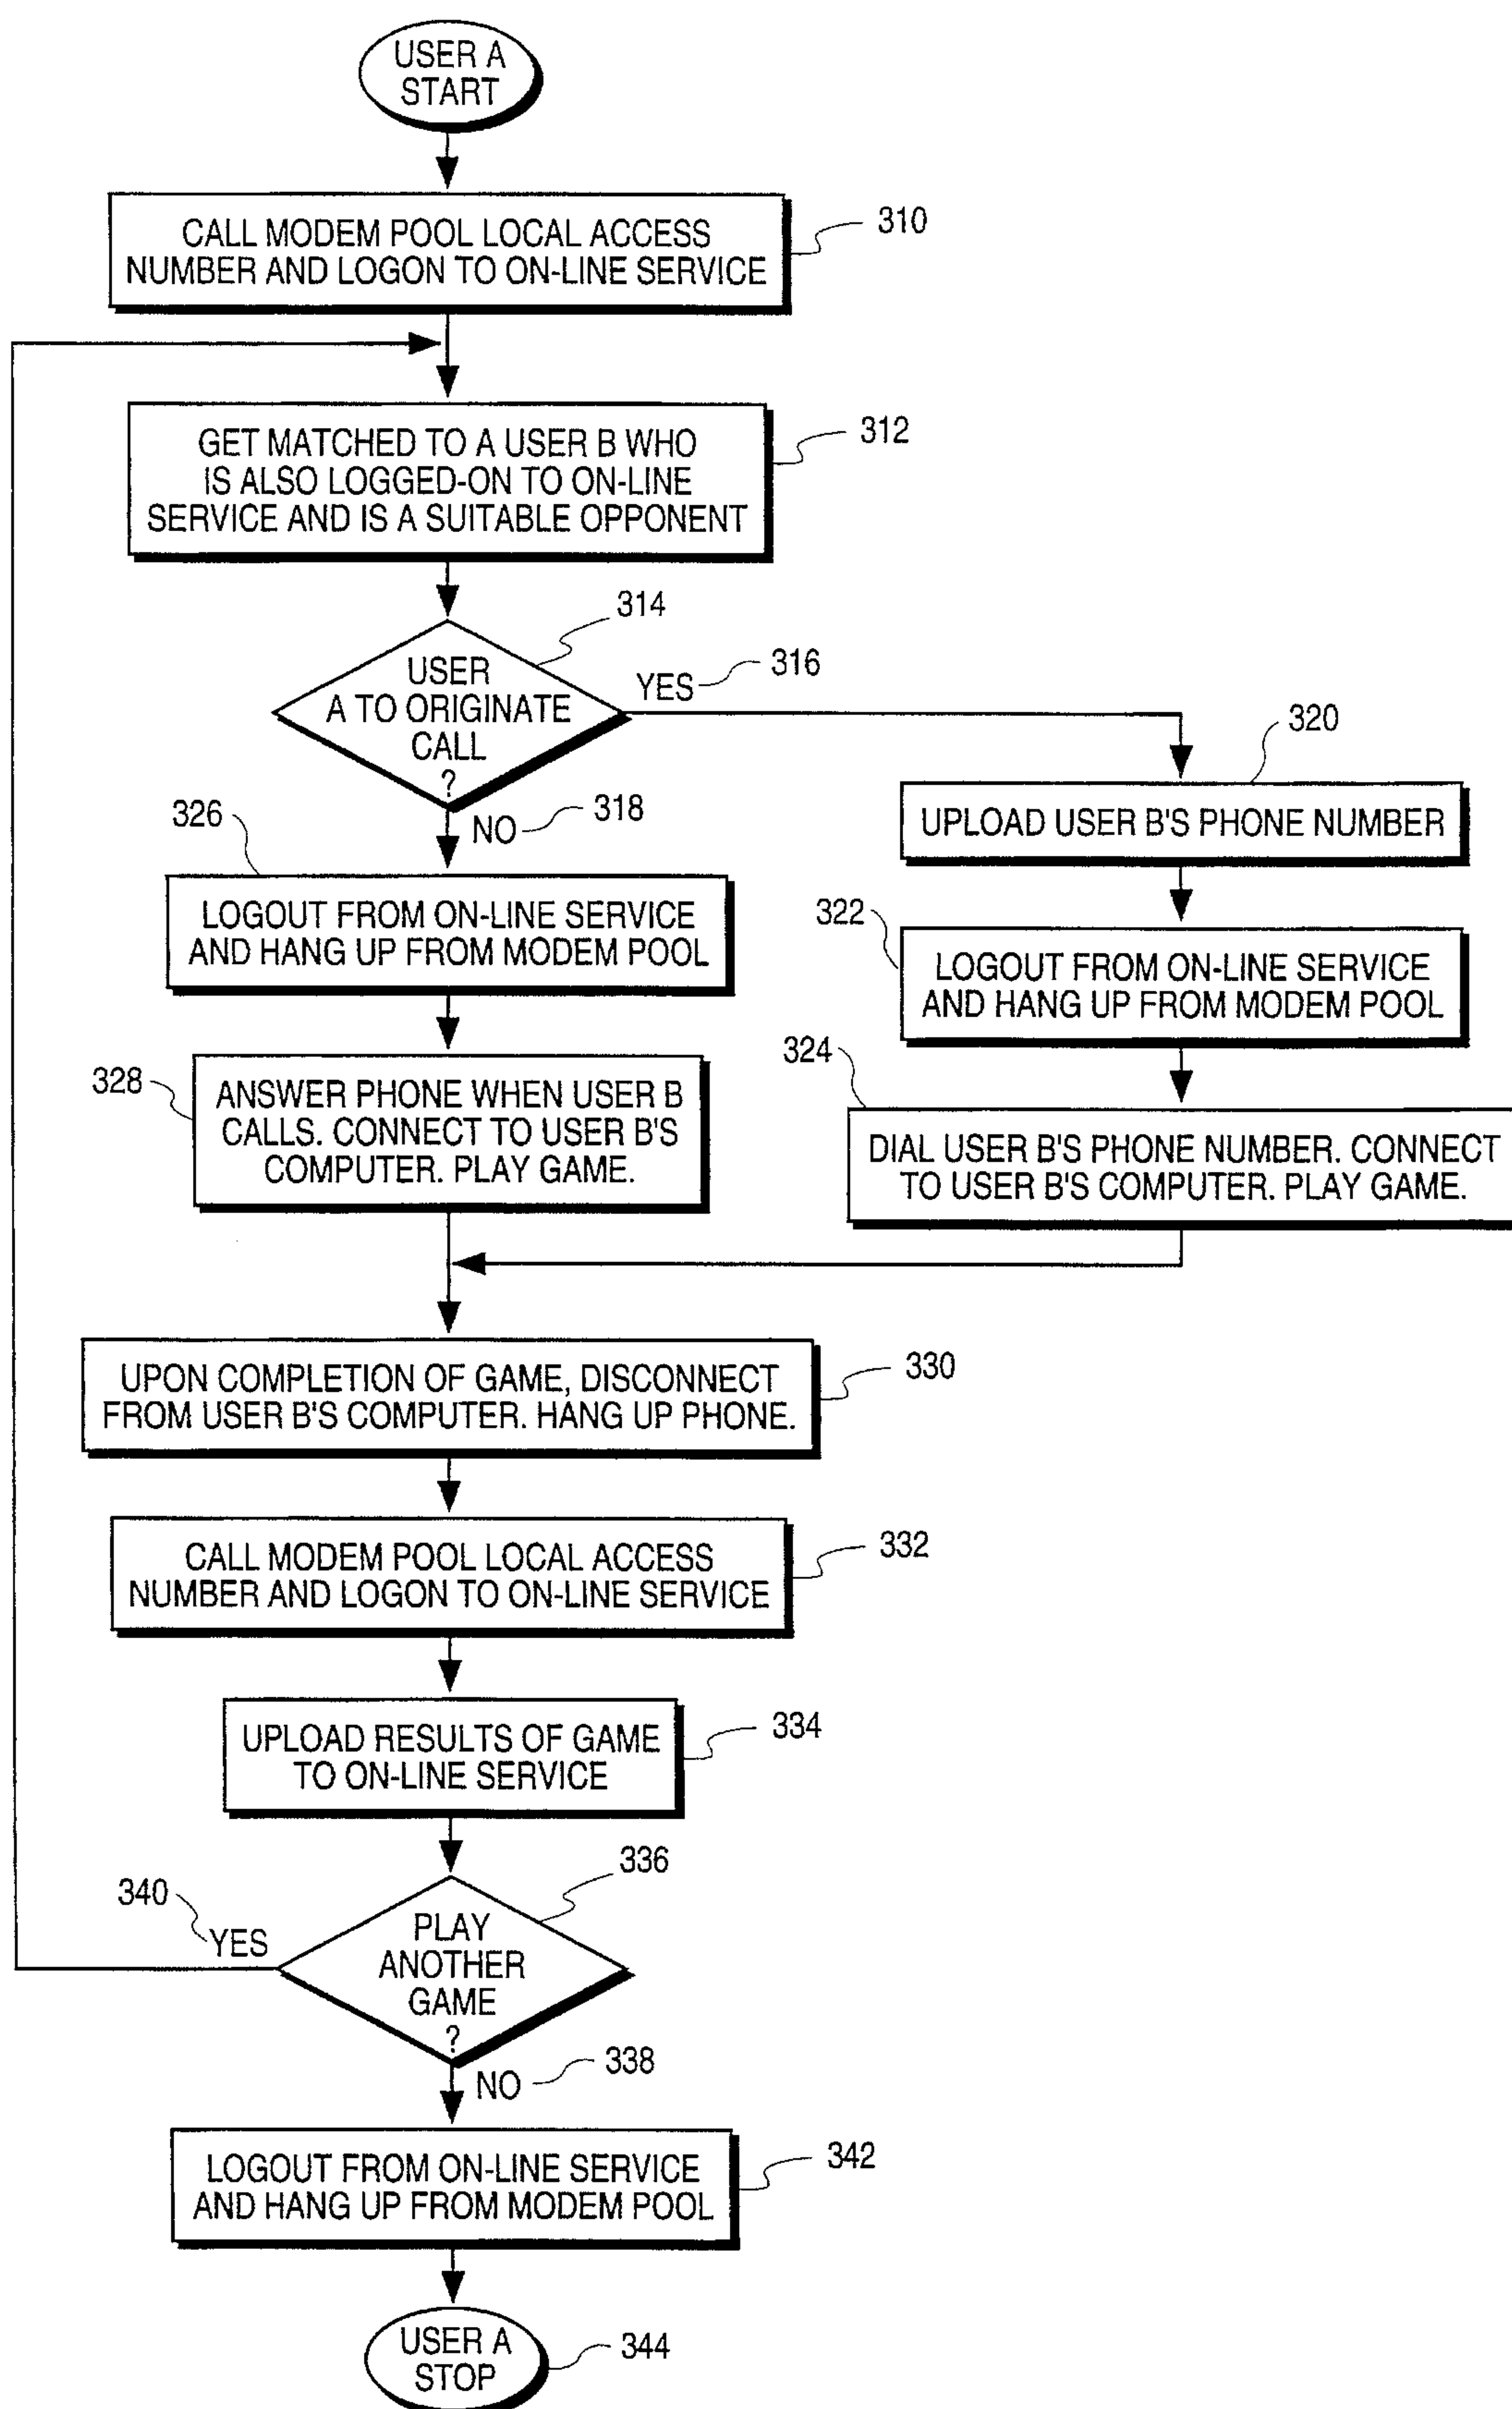 USER A
START
CALL MODEM POOL LOCAL ACCESS
NUMBER AND LOGON TO ON-LINE SERVICE
310
GET MATCHED TO A USER B WHO
IS ALSO LOGGED-ON TO ON-LINE
SERVICE AND IS A SUITABLE OPPONENT
312
314
USER
A TO ORIGINATE
CALL
?
YES
316
NO
318
320
UPLOAD USER B'S PHONE NUMBER
322
LOGOUT FROM ON-LINE SERVICE
AND HANG UP FROM MODEM POOL
324
DIAL USER B'S PHONE NUMBER. CONNECT
TO USER B'S COMPUTER. PLAY GAME.
326
LOGOUT FROM ON-LINE SERVICE
AND HANG UP FROM MODEM POOL
328
ANSWER PHONE WHEN USER B
CALLS. CONNECT TO USER B'S
COMPUTER. PLAY GAME.
UPON COMPLETION OF GAME, DISCONNECT
FROM USER B'S COMPUTER. HANG UP PHONE.
330
CALL MODEM POOL LOCAL ACCESS
NUMBER AND LOGON TO ON-LINE SERVICE
332
UPLOAD RESULTS OF GAME
TO ON-LINE SERVICE
334
336
PLAY
ANOTHER
GAME
?
340
YES
NO
338
LOGOUT FROM ON-LINE SERVICE
AND HANG UP FROM MODEM POOL
342
USER A
STOP
344